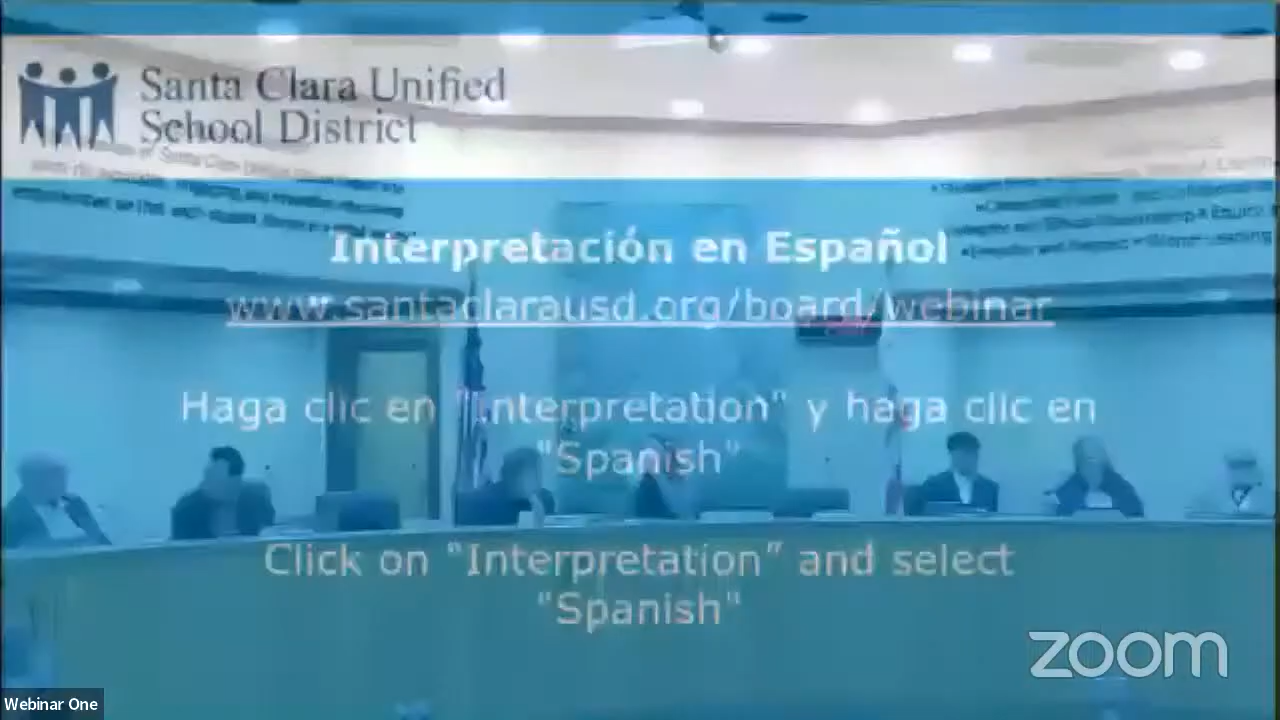 Santa Clara Unified
School District
Interpretación en Español
www.santaclarausd.org/board/webinar
Haga clic en "Interpretation" y haga clic en
"Spanish"
Click on "Interpretation" and select
"Spanish"
zoom
Webinar One